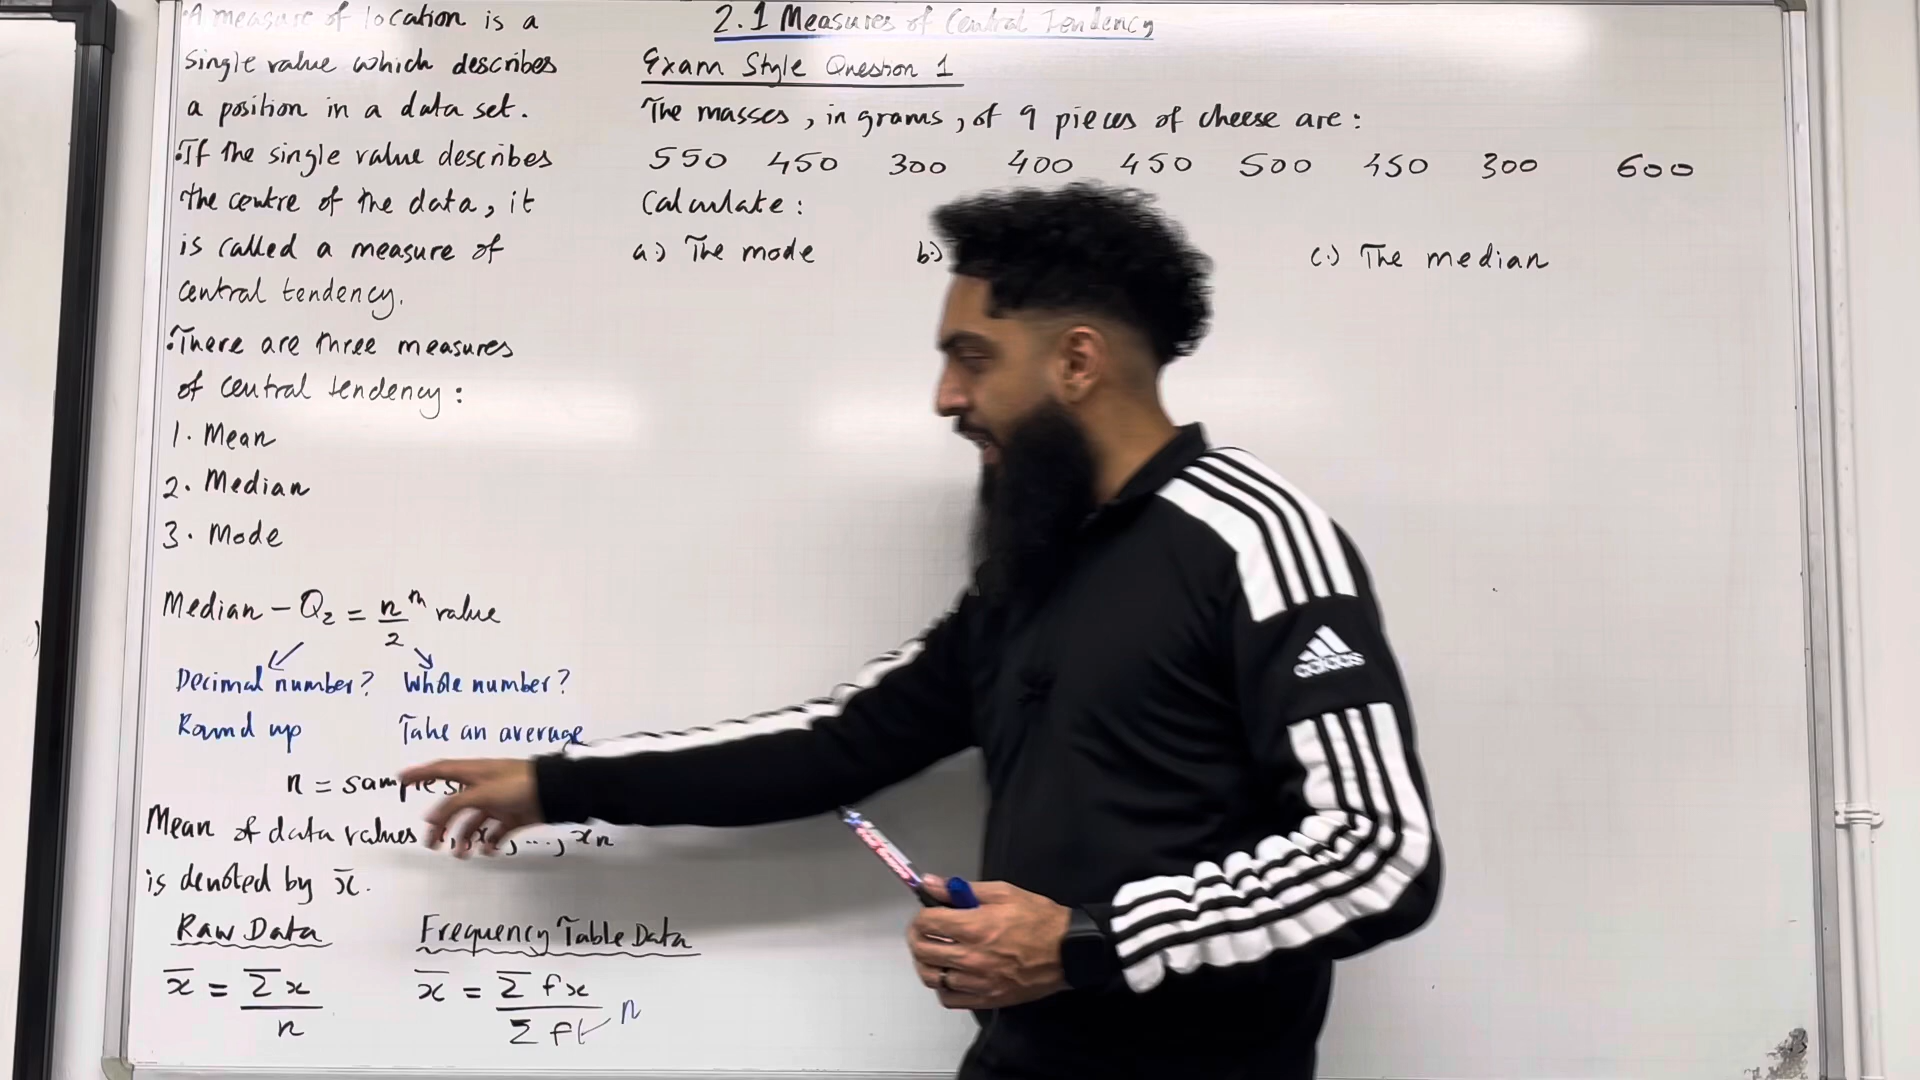 2.1 Measures of Central Tendency
• A measure of location is a
single value which describes
a position in a data set.
• If the single value describes
the centre of the data, it
is called a measure of
central tendency.
• There are three measures
of central tendency:
1. Mean
2. Median
3. Mode
Median - Q₂ = n/2 ᵗʰ value
Decimal number? Whole number?
Round up Take an average
n = sample
Mean of data values , ..., xn
is denoted by x̄.
Raw Data Frequency Table Data
x̄ = Σx/n x̄ = Σfx/Σf n
Exam Style Question 1
The masses, in grams, of 9 pieces of cheese are:
550 450 300 400 450 500 450 300 600
Calculate:
a.) The mode b.) c.) The median
adidas